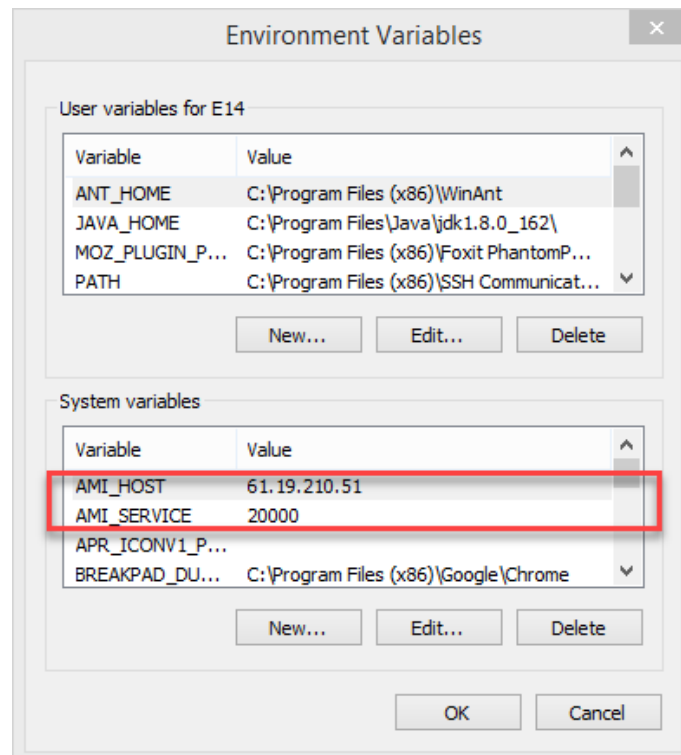 Environment Variables
User variables for E14
Variable Value
ANT_HOME C:\Program Files (x86)\WinAnt
JAVA_HOME C:\Program Files\Java\jdk1.8.0_162\
MOZ_PLUGIN_P... C:\Program Files (x86)\Foxit PhantomP...
PATH C:\Program Files (x86)\SSH Communicat...
New... Edit... Delete
System variables
Variable Value
AMI_HOST 61.19.210.51
AMI_SERVICE 20000
APR_ICONV1_P...
BREAKPAD_DU... C:\Program Files (x86)\Google\Chrome
New... Edit... Delete
OK Cancel